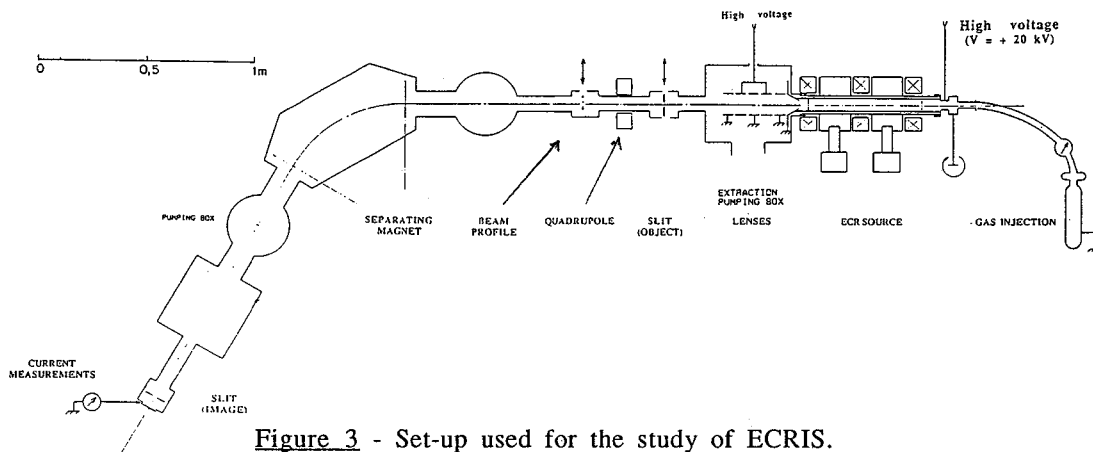 High voltage
High voltage
(V = + 20 kV)
0
0,5
1m
PUMPING BOX
SEPARATING
MAGNET
BEAM
PROFILE
QUADRUPOLE
SLIT
(OBJECT)
EXTRACTION
PUMPING BOX
LENSES
ECR SOURCE
GAS INJECTION
CURRENT
MEASUREMENTS
SLIT
(IMAGE)
Figure 3 - Set-up used for the study of ECRIS.